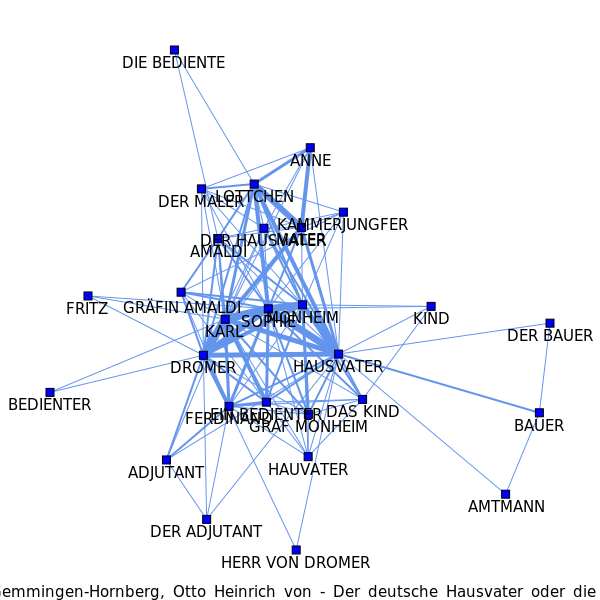 DIE BEDIENTE
ANNE
LOTTCHEN
DER MALER
KAMMERJUNGFER
DER HAUSVATER
MALER
AMALDI
GRÄFIN AMALDI
FRITZ
KIND
MONHEIM
SOPHIE
KARL
DER BAUER
HAUSVATER
DROMER
BEDIENTER
DAS KIND
EIN BEDIENTER
FERDINAND
GRAF MONHEIM
BAUER
HAUVATER
ADJUTANT
AMTMANN
DER ADJUTANT
HERR VON DROMER
Gemmingen-Hornberg, Otto Heinrich von - Der deutsche Hausvater oder die